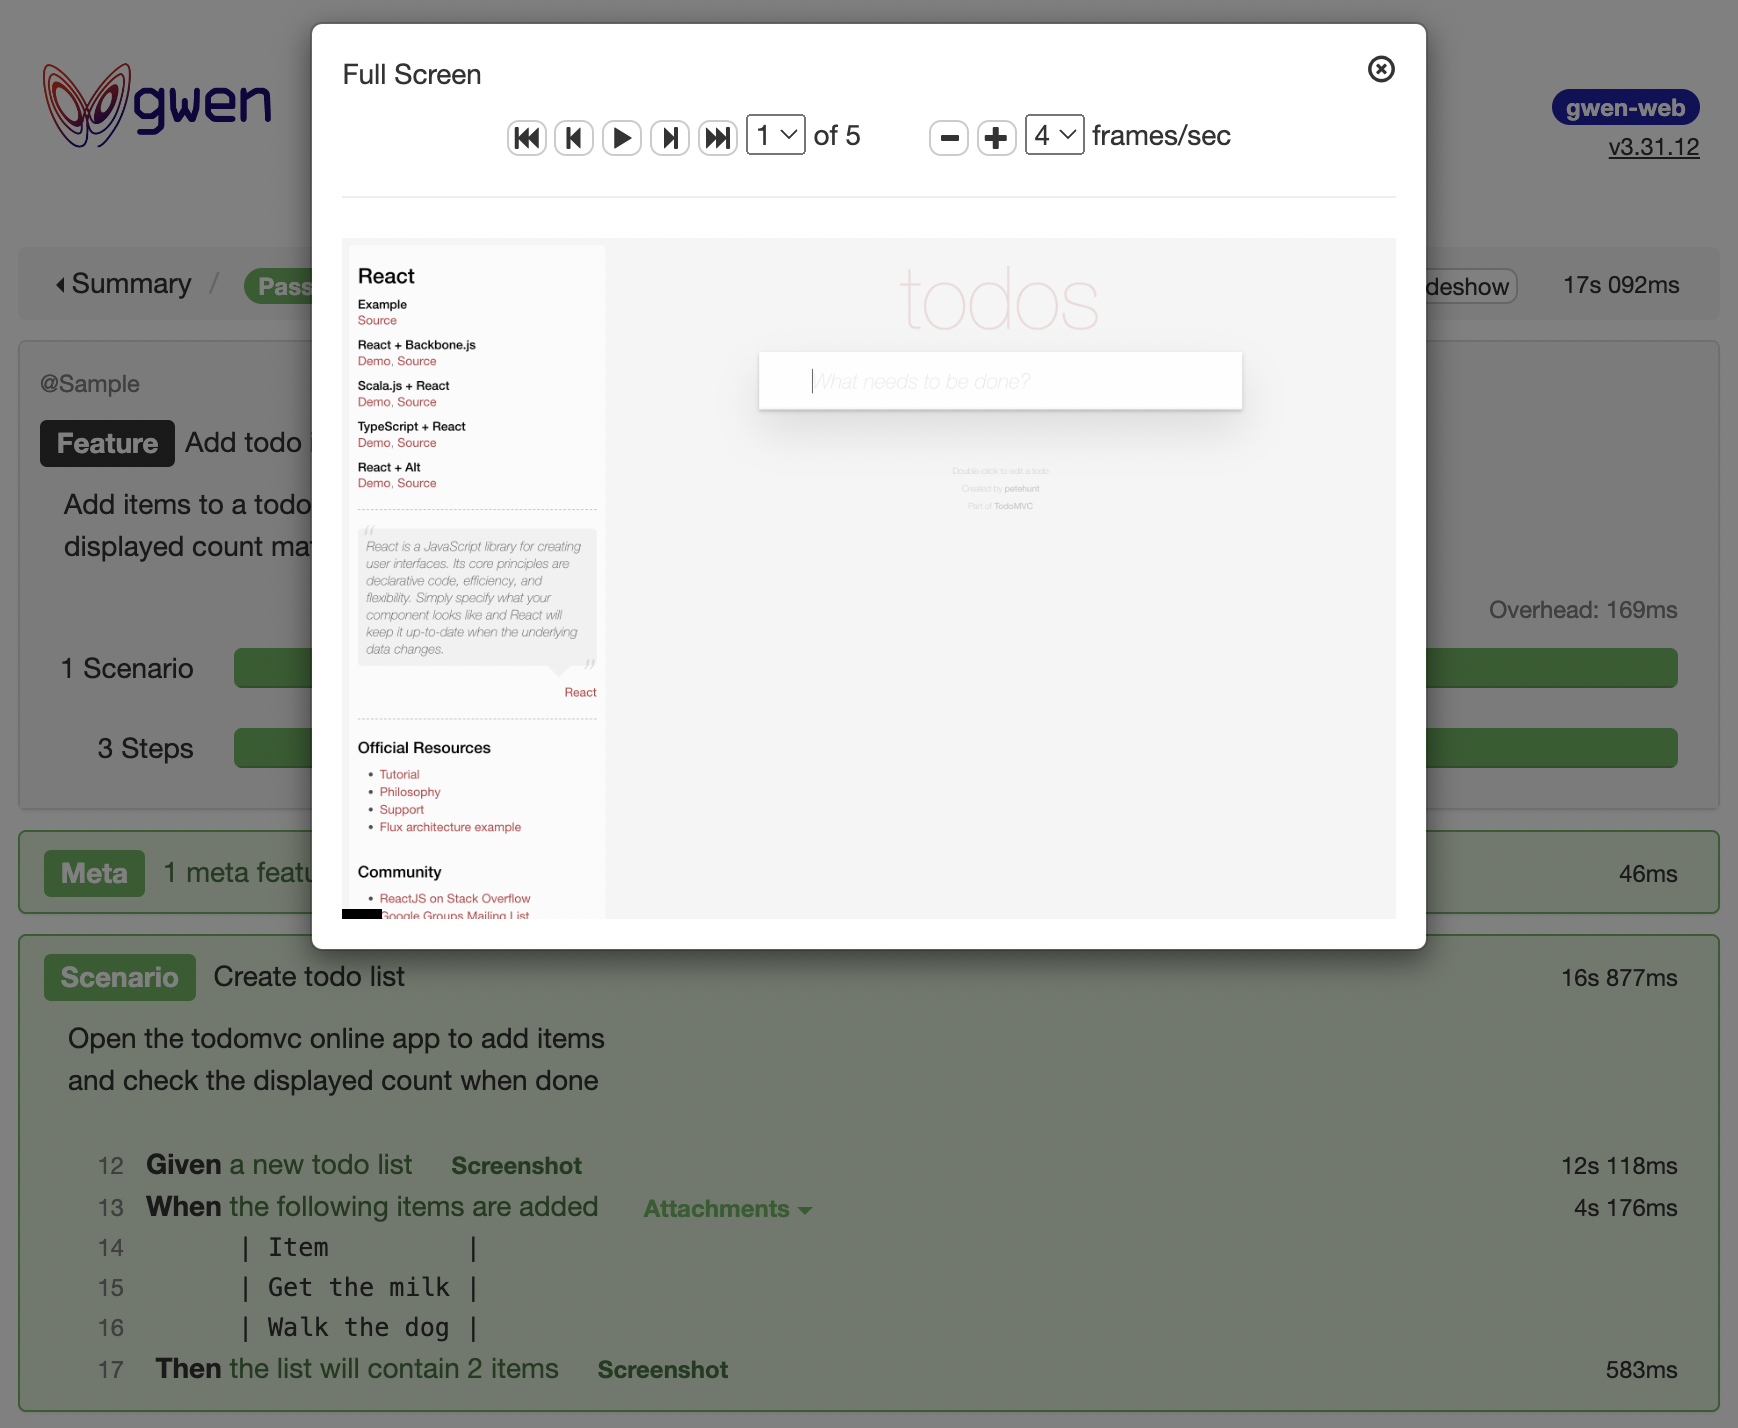 gwen
gwen-web
v3.31.12
Summary /
Pass
deshow
17s 092ms
@Sample
Feature Add todo
Add items to a todo
displayed count mat
Overhead: 169ms
1 Scenario
3 Steps
Meta 1 meta featu
46ms
Full Screen
1 of 5
4 frames/sec
React
Example
Source
React + Backbone.js
Demo, Source
Scala.js + React
Demo, Source
TypeScript + React
Demo, Source
React + Alt
Demo, Source
“
React is a JavaScript library for creating
user interfaces. Its core principles are
declarative code, efficiency, and
flexibility. Simply specify what your
component looks like and React will
keep it up-to-date when the underlying
data changes.
”
React
Official Resources
• Tutorial
• Philosophy
• Support
• Flux architecture example
Community
• ReactJS on Stack Overflow
Google Groups Mailing List
todos
What needs to be done?
Double-click to edit a todo
Created by petehunt
Part of TodoMVC
Scenario Create todo list
16s 877ms
Open the todomvc online app to add items
and check the displayed count when done
12 Given a new todo list Screenshot 12s 118ms
13 When the following items are added Attachments 4s 176ms
14 | Item |
15 | Get the milk |
16 | Walk the dog |
17 Then the list will contain 2 items Screenshot 583ms